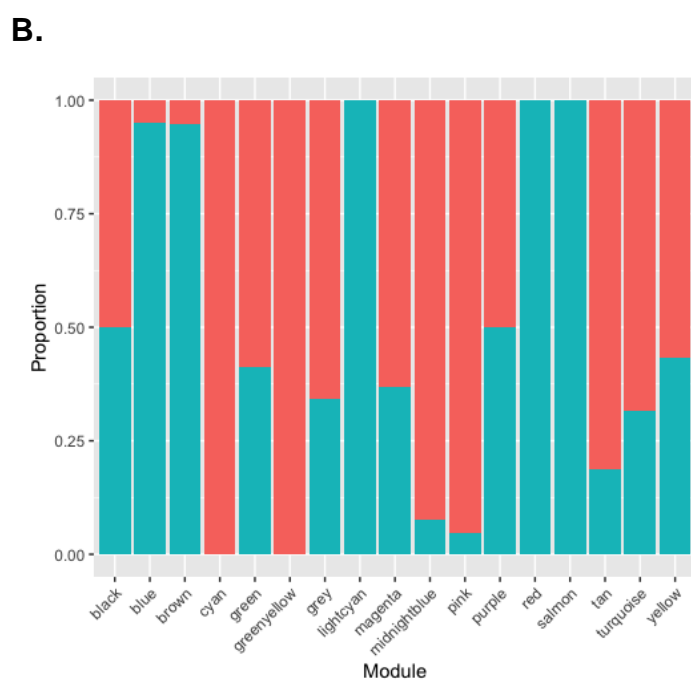 B.
Proportion
1.00
0.75
0.50
0.25
0.00
black
blue
brown
cyan
green
greenyellow
grey
lightcyan
magenta
midnightblue
pink
purple
red
salmon
tan
turquoise
yellow
Module